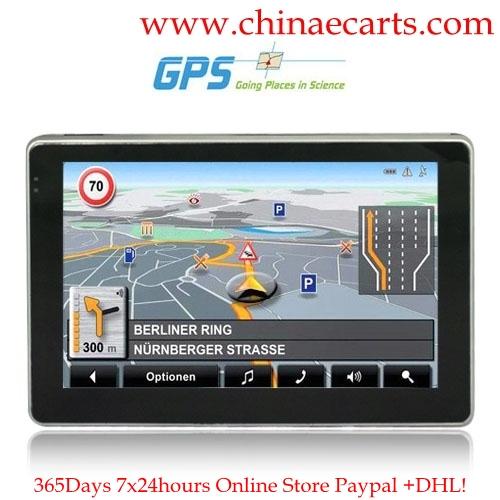 www.chinaecarts.com
GPS
Going Places in Science
70
P
P
P
BERLINER RING
300 m
NÜRNBERGER STRASSE
Optionen
365Days 7x24hours Online Store Paypal +DHL!